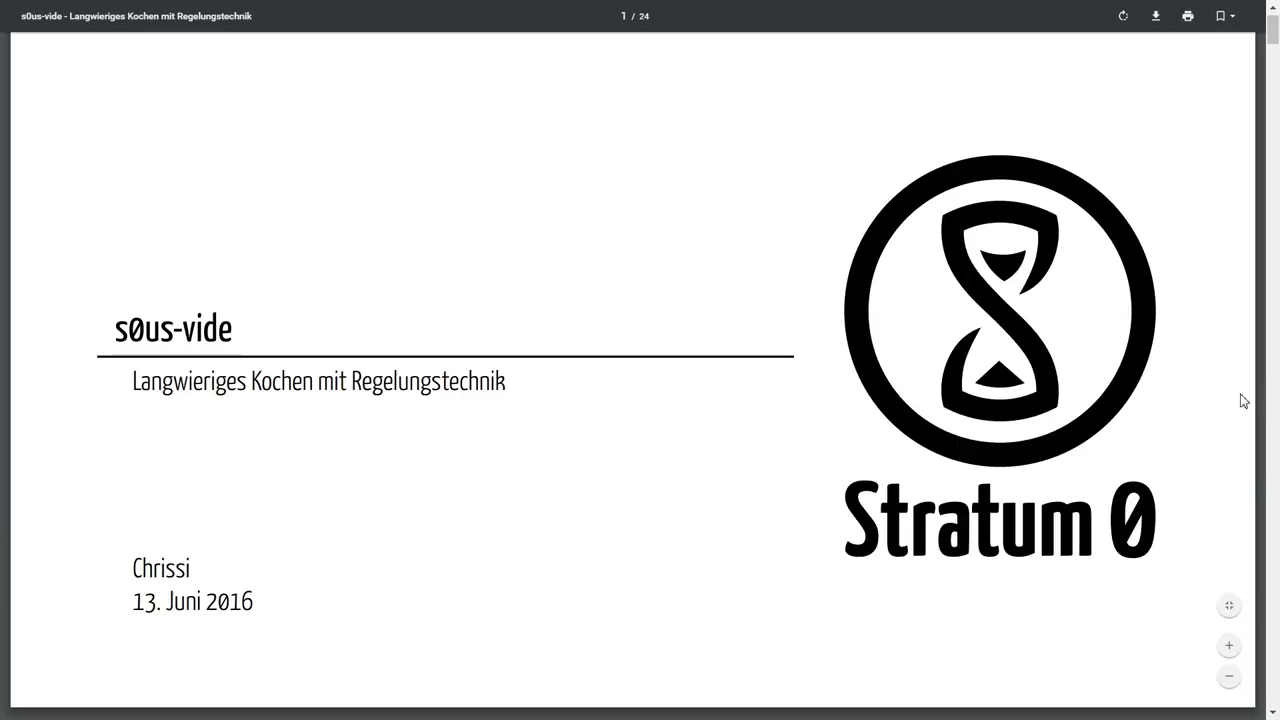 s0us-vide - Langwieriges Kochen mit Regelungstechnik
1 / 24
s0us-vide
Langwieriges Kochen mit Regelungstechnik
Chrissi
13. Juni 2016
Stratum 0